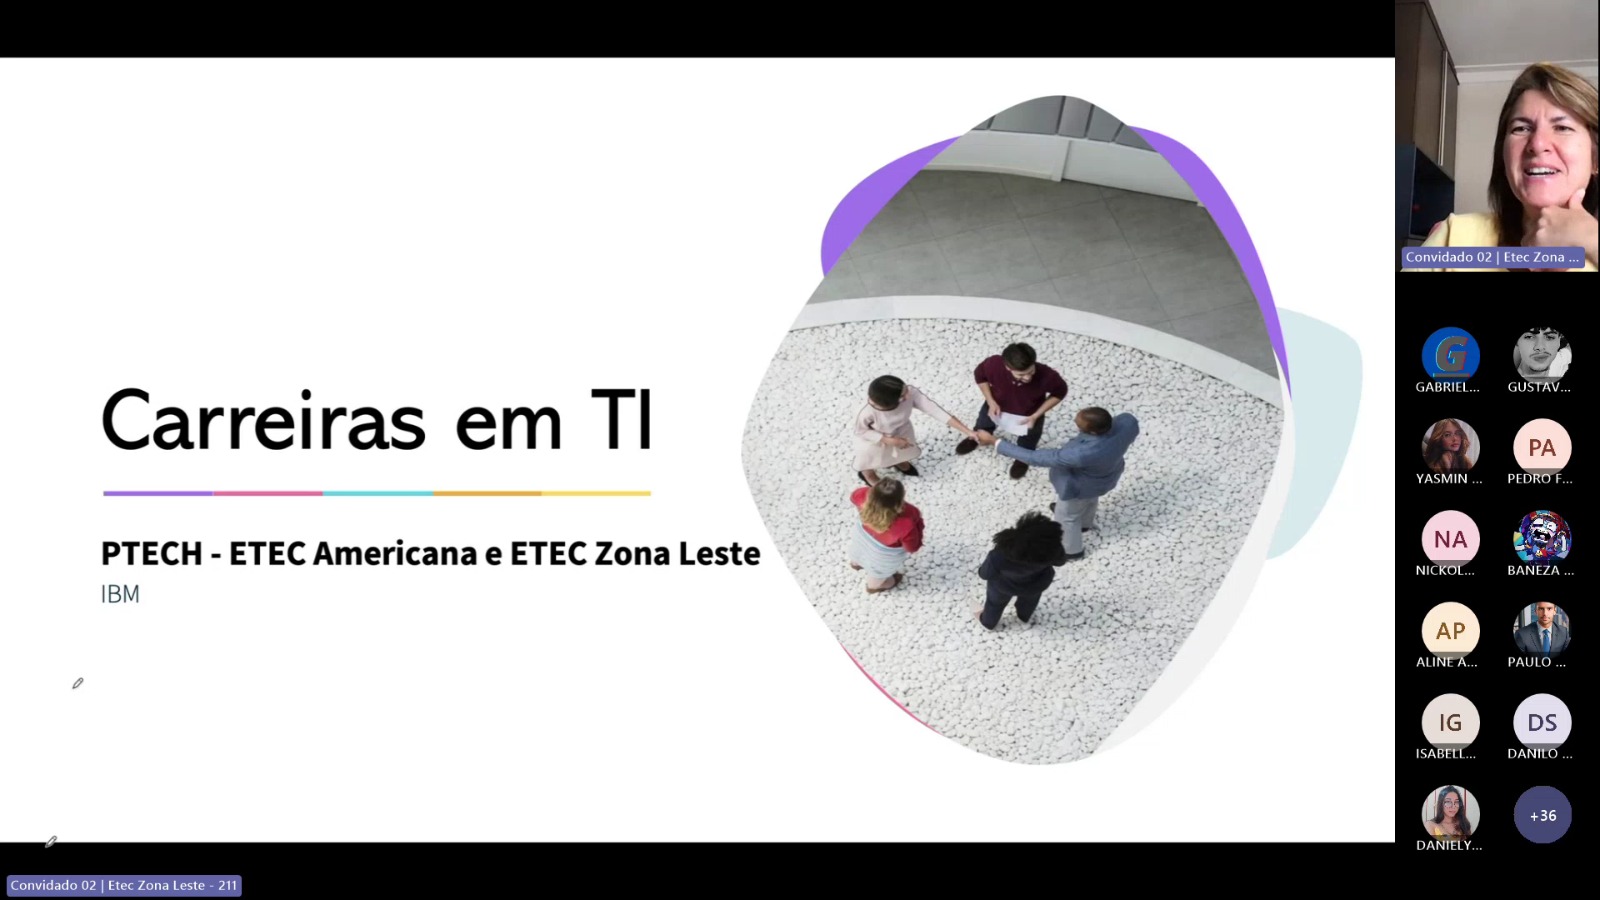 Carreiras em TI
PTECH - ETEC Americana e ETEC Zona Leste
IBM
Convidado 02 | Etec Zona Leste - 211
Convidado 02 | Etec Zona ...
G
GABRIEL...
GUSTAV...
YASMIN ...
PA
PEDRO F...
NA
NICKOL...
BANEZA ...
AP
ALINE A...
PAULO ...
IG
ISABELL...
DS
DANILO ...
DANIELY...
+36